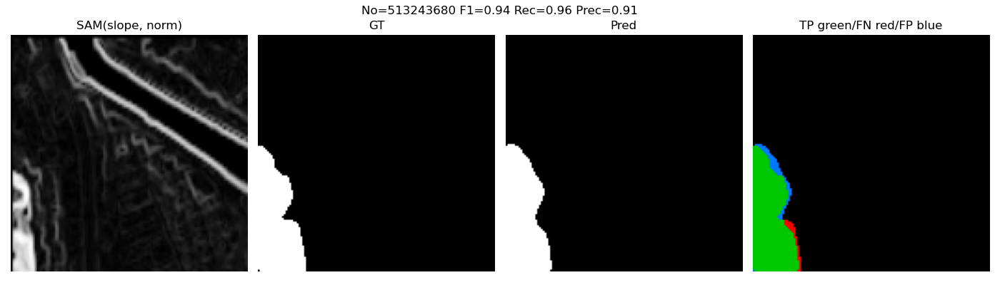 No=513243680 F1=0.94 Rec=0.96 Prec=0.91
SAM(slope, norm)
GT
Pred
TP green/FN red/FP blue